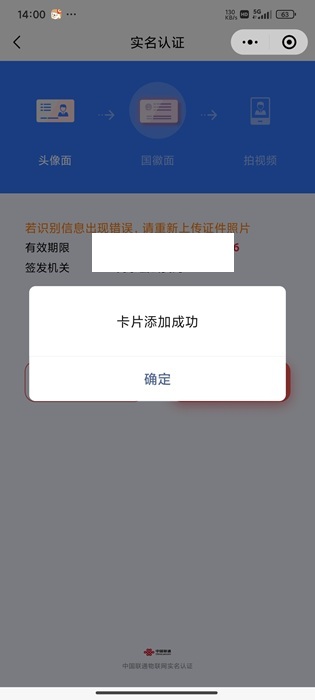 14:00
130
KB/s
HD
5G
63
实名认证
头像面
国徽面
拍视频
若识别信息出现错误，请重新上传证件照片
有效期限
6
签发机关
卡片添加成功
确定
中国联通
中国联通物联网实名认证